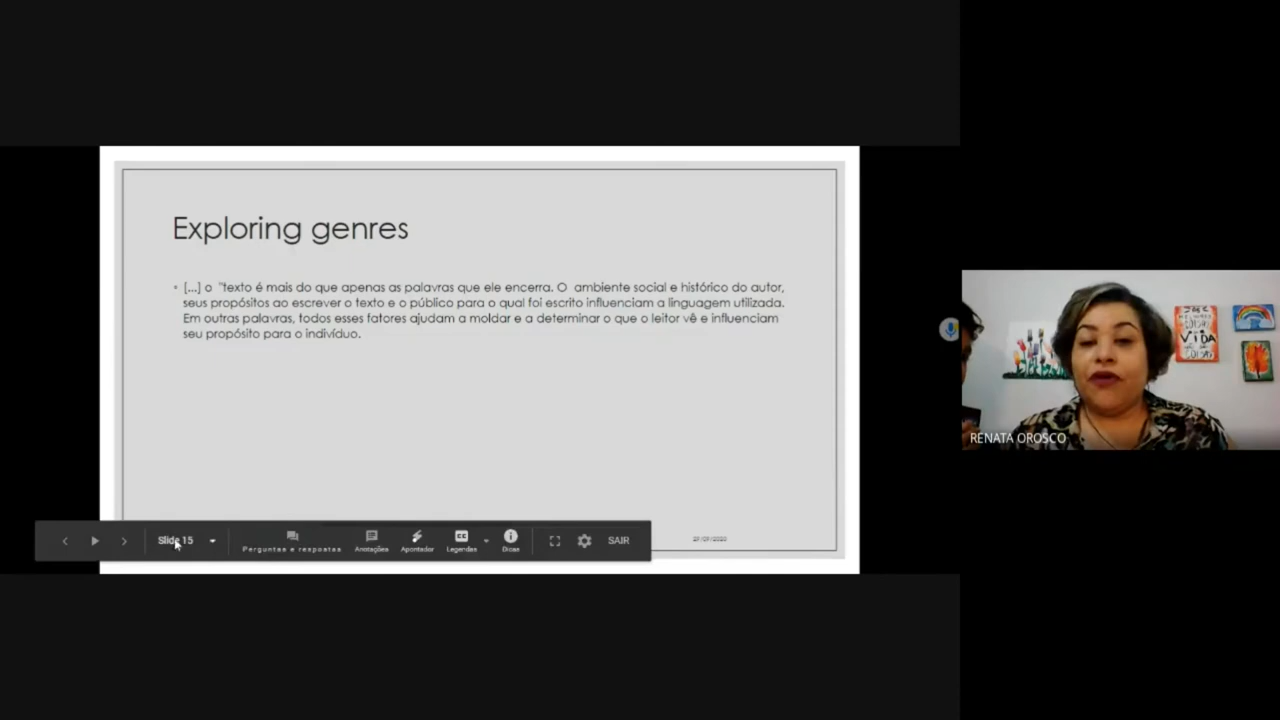 Exploring genres
[...] o "texto é mais do que apenas as palavras que ele encerra. O ambiente social e histórico do autor,
seus propósitos ao escrever o texto e o público para o qual foi escrito influenciam a linguagem utilizada.
Em outras palavras, todos esses fatores ajudam a moldar e a determinar o que o leitor vê e influenciam
seu propósito para o indivíduo.
Slide 15
Perguntas e respostas
Anotações
Apontador
Legendas
Dicas
SAIR
VIDA
RENATA OROSCO